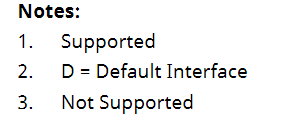 Notes:
1. Supported
2. D = Default Interface
3. Not Supported